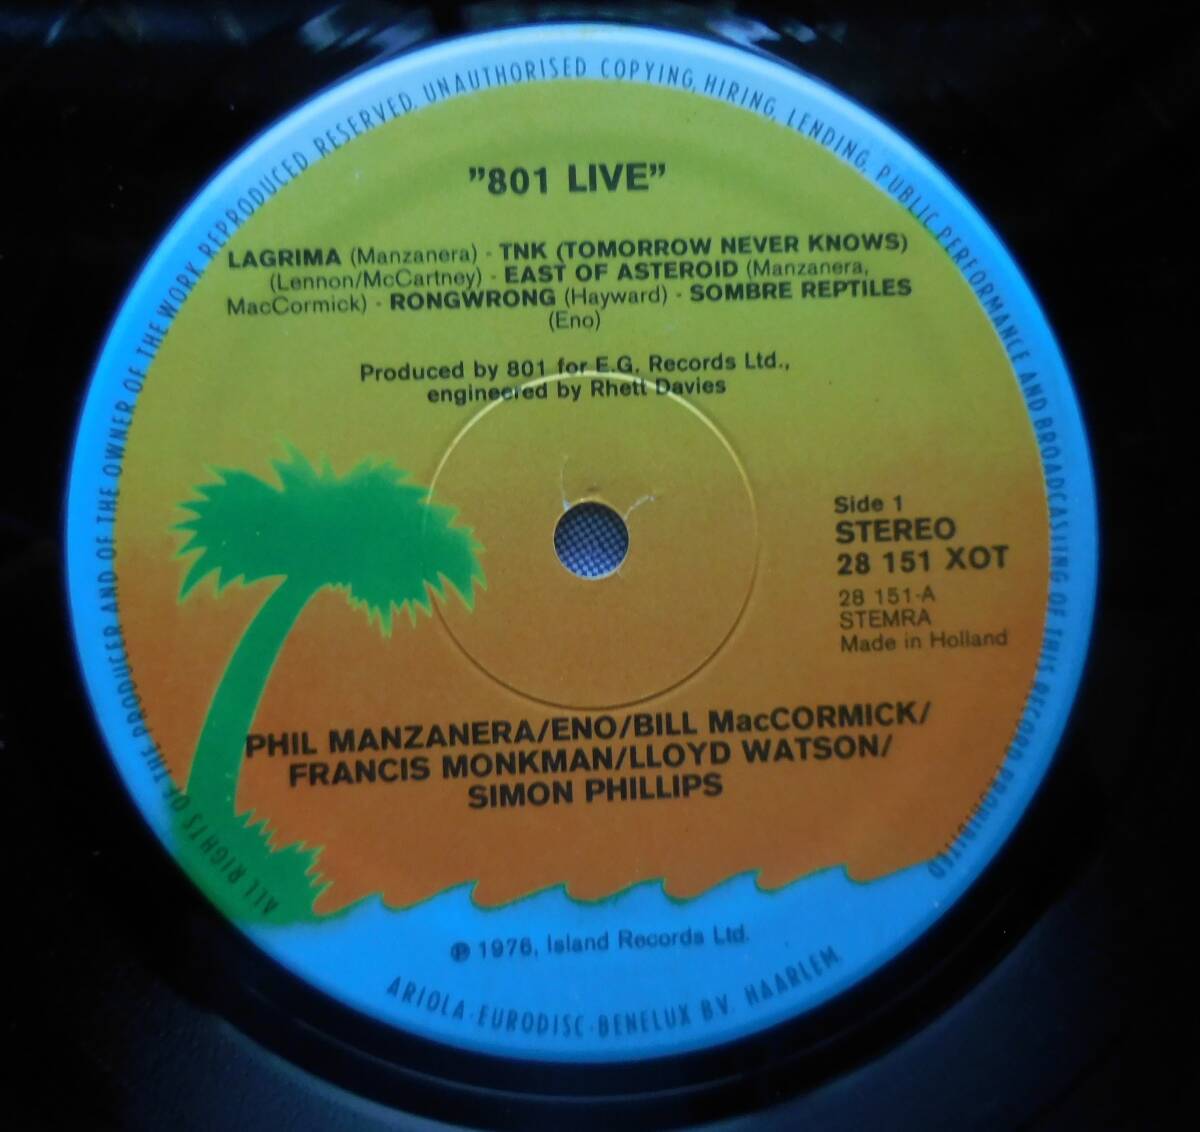 ALL RIGHTS OF THE PRODUCER AND OF THE OWNER OF THE WORK REPRODUCED RESERVED. UNAUTHORISED COPYING, HIRING, LENDING, PUBLIC PERFORMANCE AND BROADCASTING OF THIS RECORD PROHIBITED
"801 LIVE"
LAGRIMA (Manzanera) - TNK (TOMORROW NEVER KNOWS)
(Lennon/McCartney) - EAST OF ASTEROID (Manzanera,
MacCormick) - RONGWRONG (Hayward) - SOMBRE REPTILES
(Eno)
Produced by 801 for E.G. Records Ltd.,
engineered by Rhett Davies
Side 1
STEREO
28 151 XOT
28 151-A
STEMRA
Made in Holland
PHIL MANZANERA/ENO/BILL MacCORMICK/
FRANCIS MONKMAN/LLOYD WATSON/
SIMON PHILLIPS
℗ 1976, Island Records Ltd.
ARIOLA-EURODISC-BENELUX B.V. HAARLEM.